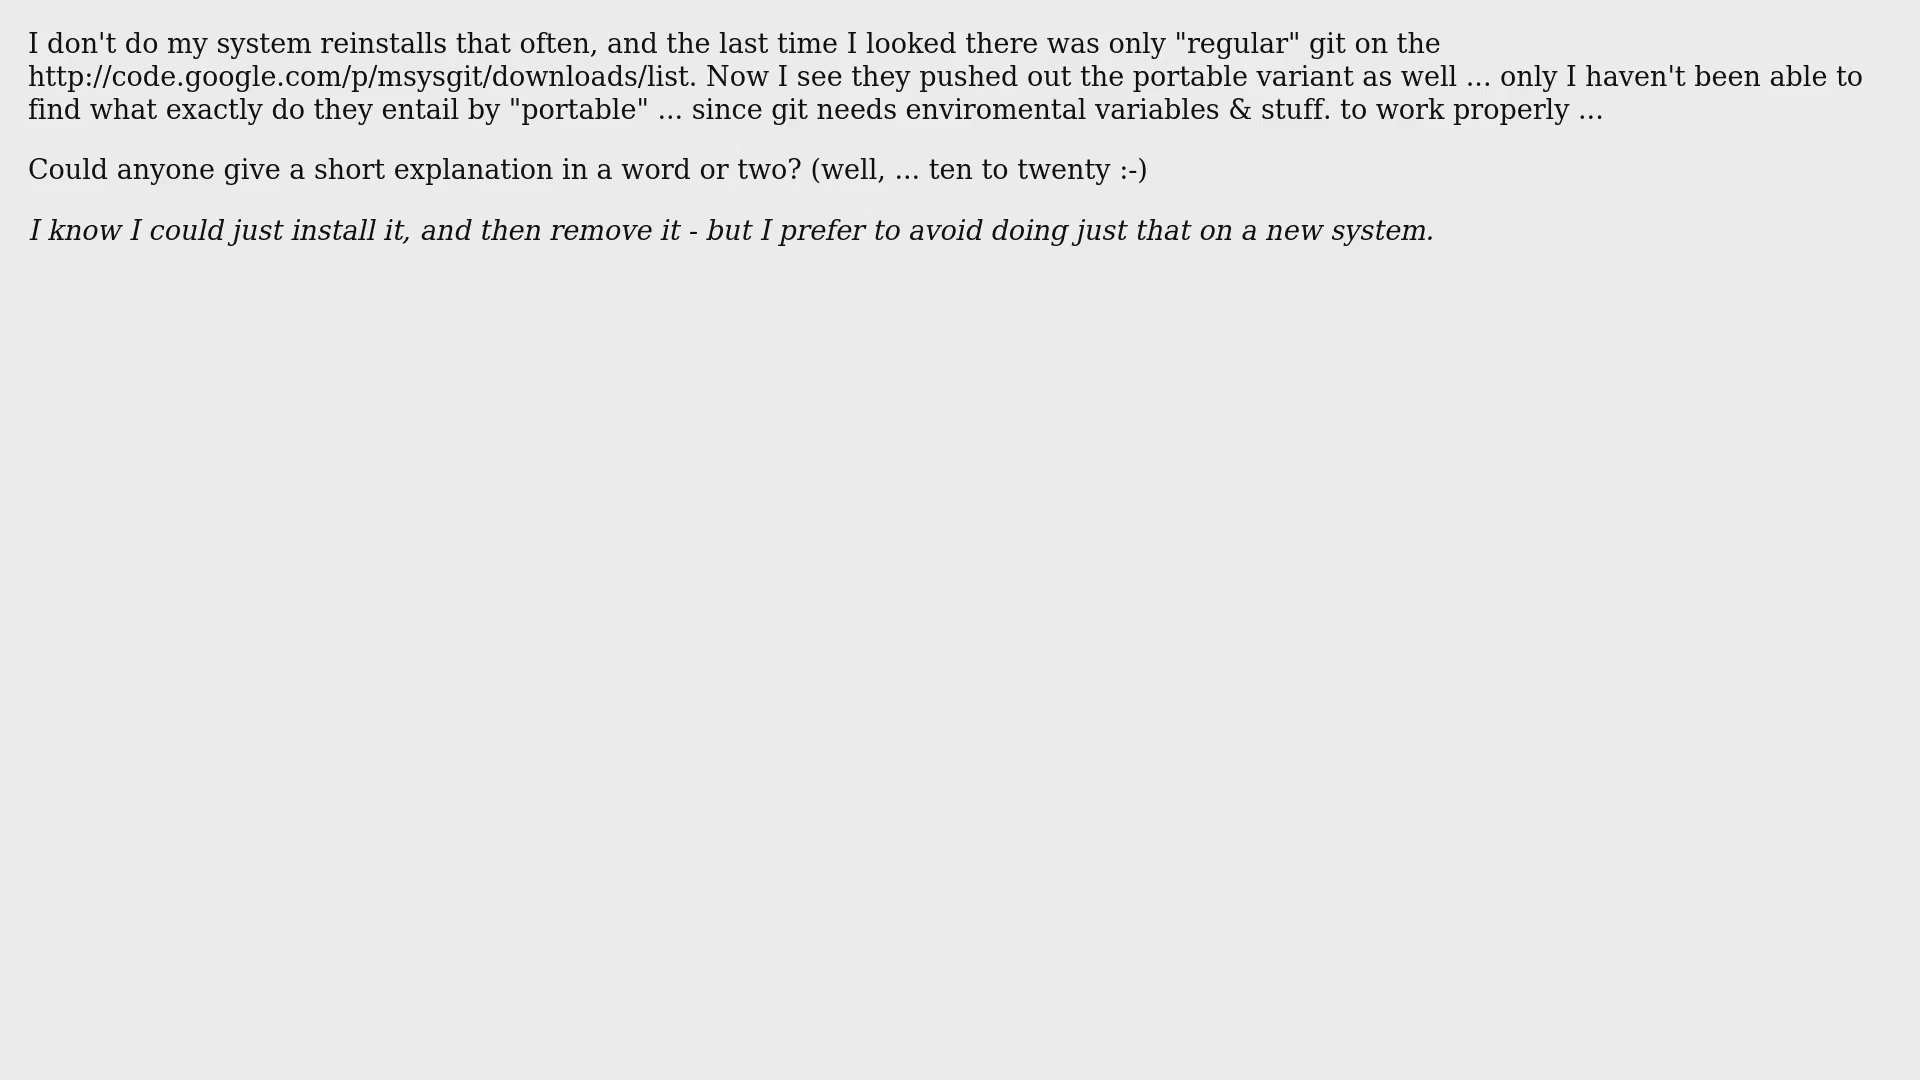 I don't do my system reinstalls that often, and the last time I looked there was only "regular" git on the
http://code.google.com/p/msysgit/downloads/list. Now I see they pushed out the portable variant as well ... only I haven't been able to
find what exactly do they entail by "portable" ... since git needs enviromental variables & stuff. to work properly ...
Could anyone give a short explanation in a word or two? (well, ... ten to twenty :-)
I know I could just install it, and then remove it - but I prefer to avoid doing just that on a new system.